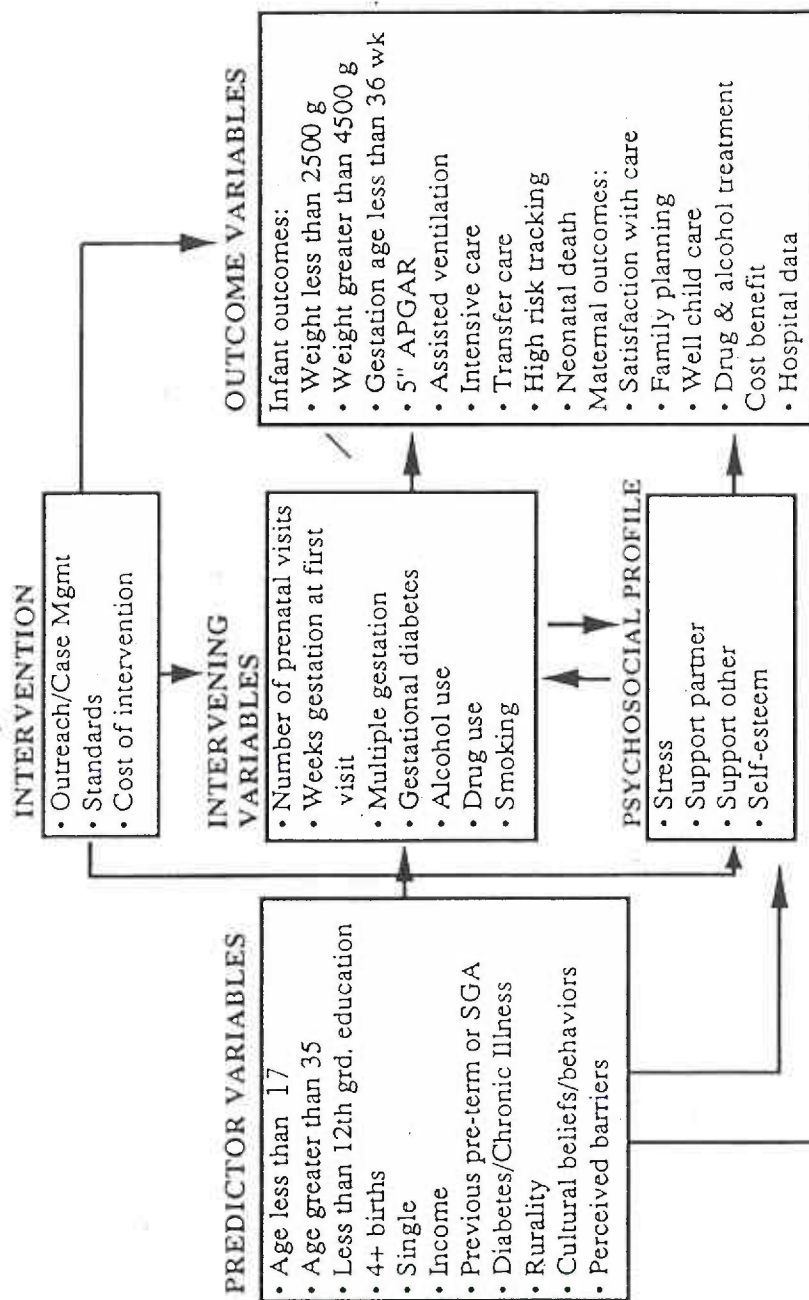 INTERVENTION
• Outreach/Case Mgmt
• Standards
• Cost of intervention
PREDICTOR VARIABLES
• Age less than 17
• Age greater than 35
• Less than 12th grd. education
• 4+ births
• Single
• Income
• Previous pre-term or SGA
• Diabetes/Chronic Illness
• Rurality
• Cultural beliefs/behaviors
• Perceived barriers
INTERVENING
VARIABLES
• Number of prenatal visits
• Weeks gestation at first
visit
• Multiple gestation
• Gestational diabetes
• Alcohol use
• Drug use
• Smoking
PSYCHOSOCIAL PROFILE
• Stress
• Support partner
• Support other
• Self-esteem
OUTCOME VARIABLES
Infant outcomes:
• Weight less than 2500 g
• Weight greater than 4500 g
• Gestation age less than 36 wk
• 5" APGAR
• Assisted ventilation
• Intensive care
• Transfer care
• High risk tracking
• Neonatal death
Maternal outcomes:
• Satisfaction with care
• Family planning
• Well child care
• Drug & alcohol treatment
Cost benefit
• Hospital data